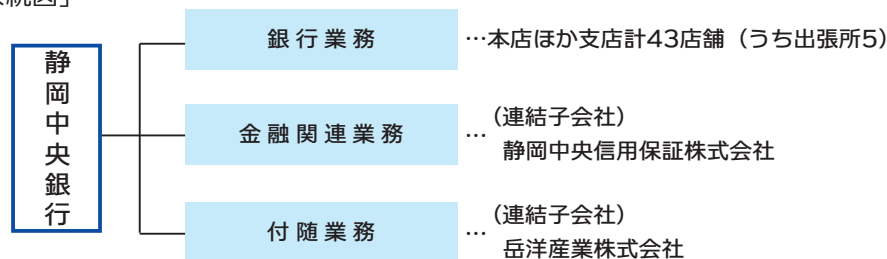 系統図」
静岡中央銀行
銀行業務
…本店ほか支店計43店舗（うち出張所5）
金融関連業務
…（連結子会社）
静岡中央信用保証株式会社
付随業務
…（連結子会社）
岳洋産業株式会社